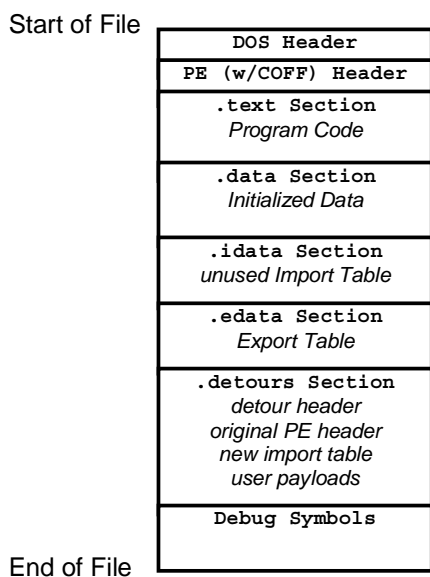 Start of File
DOS Header
PE (w/COFF) Header
.text Section
Program Code
.data Section
Initialized Data
.idata Section
unused Import Table
.edata Section
Export Table
.detours Section
detour header
original PE header
new import table
user payloads
Debug Symbols
End of File